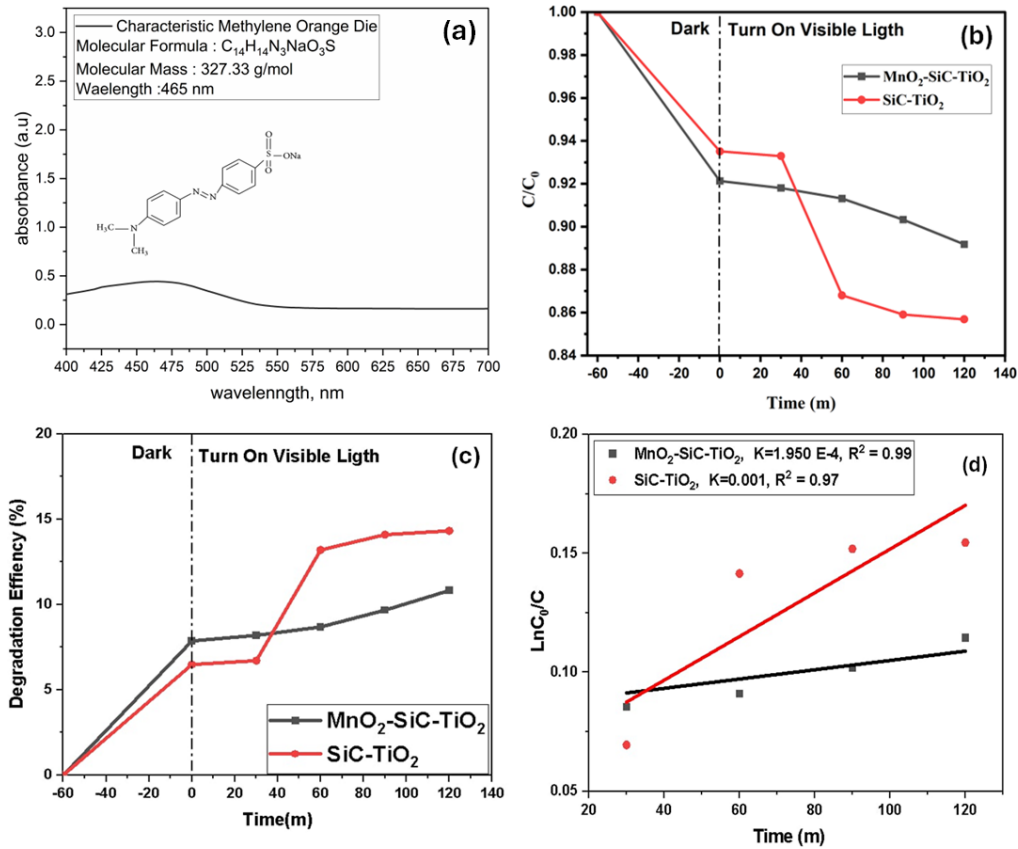 Characteristic Methylene Orange Die
Molecular Formula : C₁₄H₁₄N₃NaO₃S
Molecular Mass : 327.33 g/mol
Waelength :465 nm
(a)
3.0
2.5
2.0
1.5
1.0
0.5
0.0
absorbance (a.u)
O
S
ONa
O
N
N
H₃C
N
CH₃
400 425 450 475 500 525 550 575 600 625 650 675 700
wavelenngth, nm
Dark
Turn On Visible Ligth
(b)
MnO₂-SiC-TiO₂
SiC-TiO₂
1.00
0.98
0.96
0.94
0.92
0.90
0.88
0.86
0.84
C/C₀
-60 -40 -20 0 20 40 60 80 100 120 140
Time (m)
Dark
Turn On Visible Ligth
(c)
20
15
10
5
0
Degradation Effiency (%)
MnO₂-SiC-TiO₂
SiC-TiO₂
-60 -40 -20 0 20 40 60 80 100 120 140
Time(m)
MnO₂-SiC-TiO₂, K=1.950 E-4, R² = 0.99
SiC-TiO₂, K=0.001, R² = 0.97
(d)
0.20
0.15
0.10
0.05
LnC₀/C
20 40 60 80 100 120
Time (m)